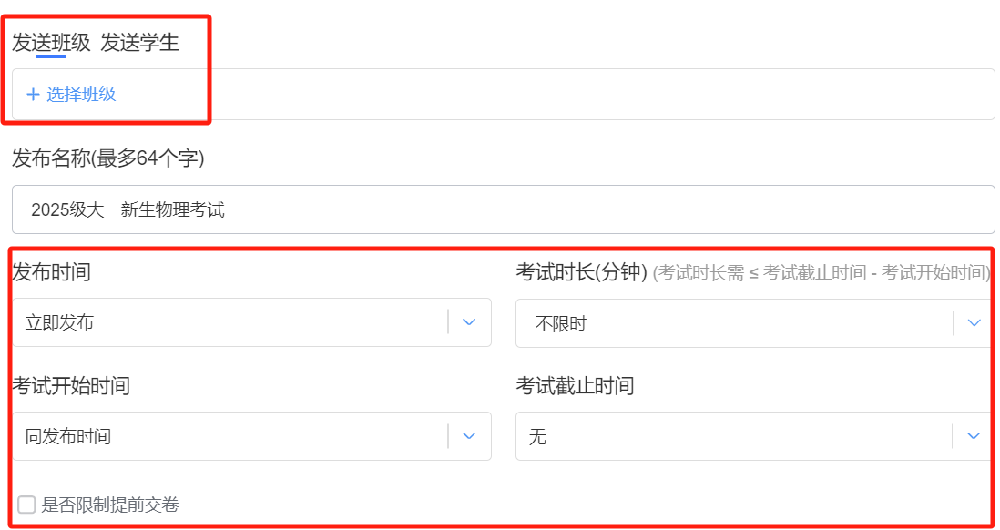 发送班级 发送学生
+ 选择班级
发布名称(最多64个字)
2025级大一新生物理考试
发布时间
考试时长(分钟) (考试时长需 ≤ 考试截止时间 - 考试开始时间)
立即发布
不限时
考试开始时间
考试截止时间
同发布时间
无
是否限制提前交卷